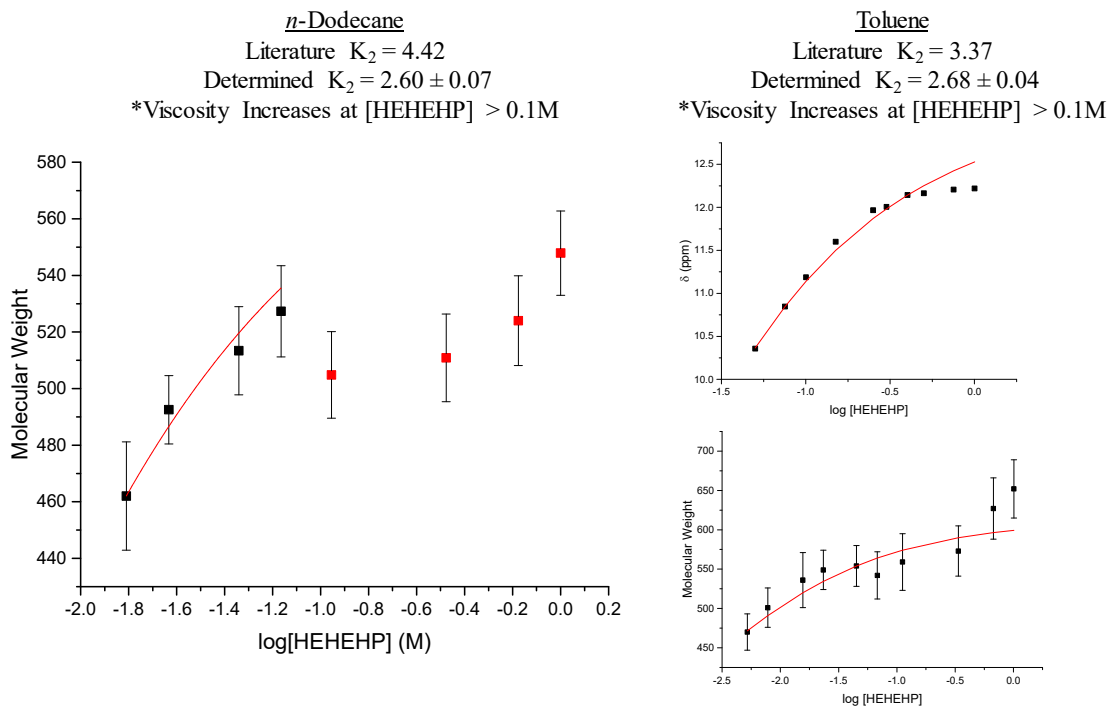 n-Dodecane
Literature K₂ = 4.42
Determined K₂ = 2.60 ± 0.07
*Viscosity Increases at [HEHEHP] > 0.1M
580
560
540
520
500
480
460
440
Molecular Weight
-2.0 -1.8 -1.6 -1.4 -1.2 -1.0 -0.8 -0.6 -0.4 -0.2 0.0 0.2
log[HEHEHP] (M)
Toluene
Literature K₂ = 3.37
Determined K₂ = 2.68 ± 0.04
*Viscosity Increases at [HEHEHP] > 0.1M
12.5
12.0
11.5
11.0
10.5
10.0
δ (ppm)
-1.5 -1.0 -0.5 0.0
log [HEHEHP]
700
650
600
550
500
450
Molecular Weight
-2.5 -2.0 -1.5 -1.0 -0.5 0.0
log [HEHEHP]